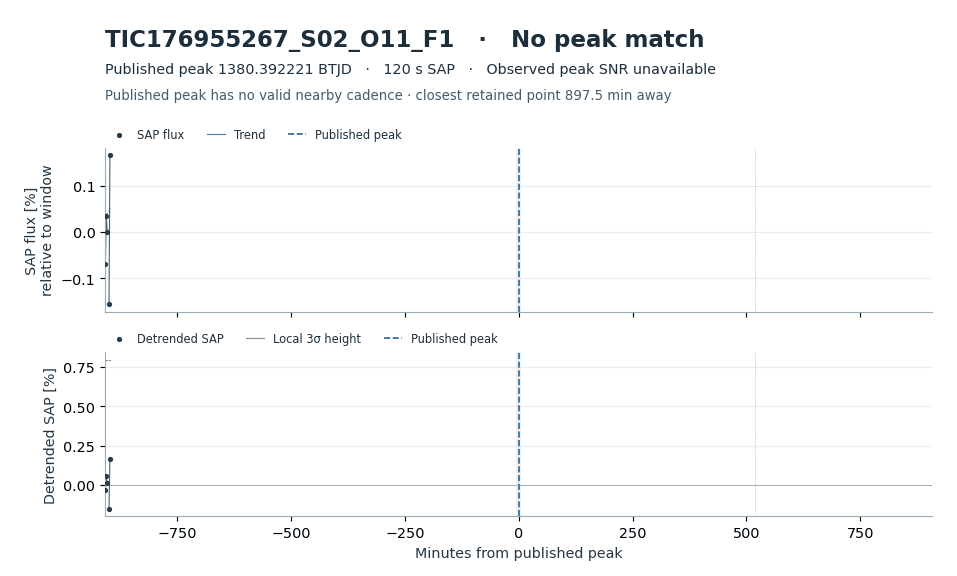 TIC176955267_S02_O11_F1 · No peak match
Published peak 1380.392221 BTJD · 120 s SAP · Observed peak SNR unavailable
Published peak has no valid nearby cadence · closest retained point 897.5 min away
SAP flux Trend Published peak
SAP flux [%]
relative to window
0.1
0.0
−0.1
Detrended SAP Local 3σ height Published peak
Detrended SAP [%]
0.75
0.50
0.25
0.00
−750 −500 −250 0 250 500 750
Minutes from published peak